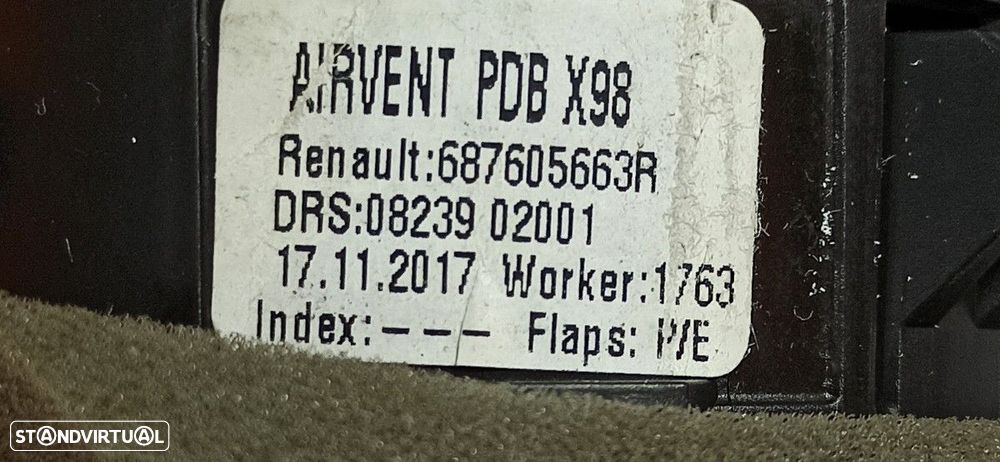 AIRVENT PDB X98
Renault:687605663R
DRS:08239 02001
17.11.2017 Worker:1763
Index:--- Flaps:
STANDVIRTUAL